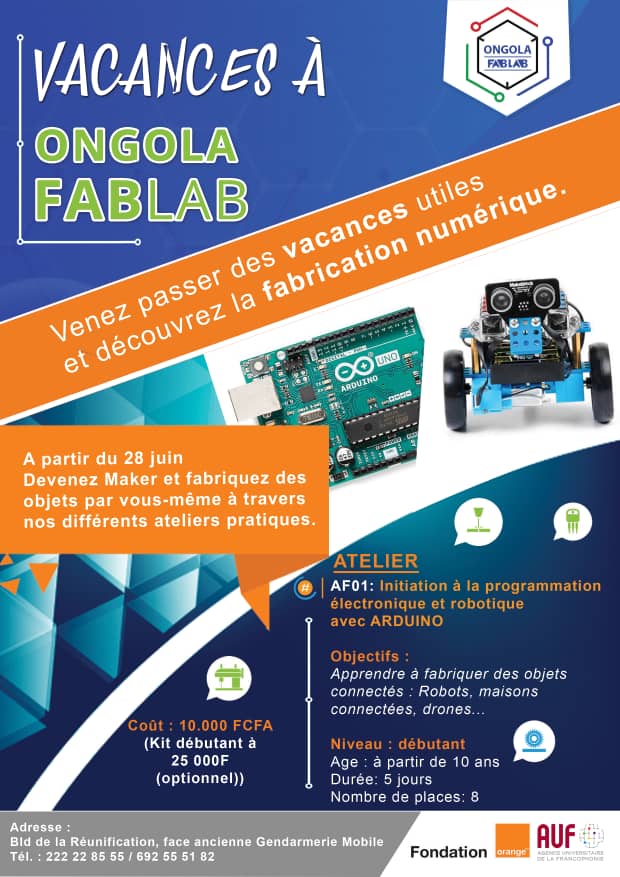 VACANCES À
ONGOLA
FABLAB
ONGOLA
FABLAB
Venez passer des vacances utiles
et découvrez la fabrication numérique.
Makeblock
UNO
ARDUINO
A partir du 28 juin
Devenez Maker et fabriquez des
objets par vous-même à travers
nos différents ateliers pratiques.
ATELIER
# AF01: Initiation à la programmation
électronique et robotique
avec ARDUINO
Objectifs :
Apprendre à fabriquer des objets
connectés : Robots, maisons
connectées, drones...
Coût : 10.000 FCFA
(Kit débutant à
25 000F
(optionnel))
Niveau : débutant
Age : à partir de 10 ans
Durée: 5 jours
Nombre de places: 8
Adresse :
Bld de la Réunification, face ancienne Gendarmerie Mobile
Tél. : 222 22 85 55 / 692 55 51 82
Fondation
orange
AUF
AGENCE UNIVERSITAIRE
DE LA FRANCOPHONIE